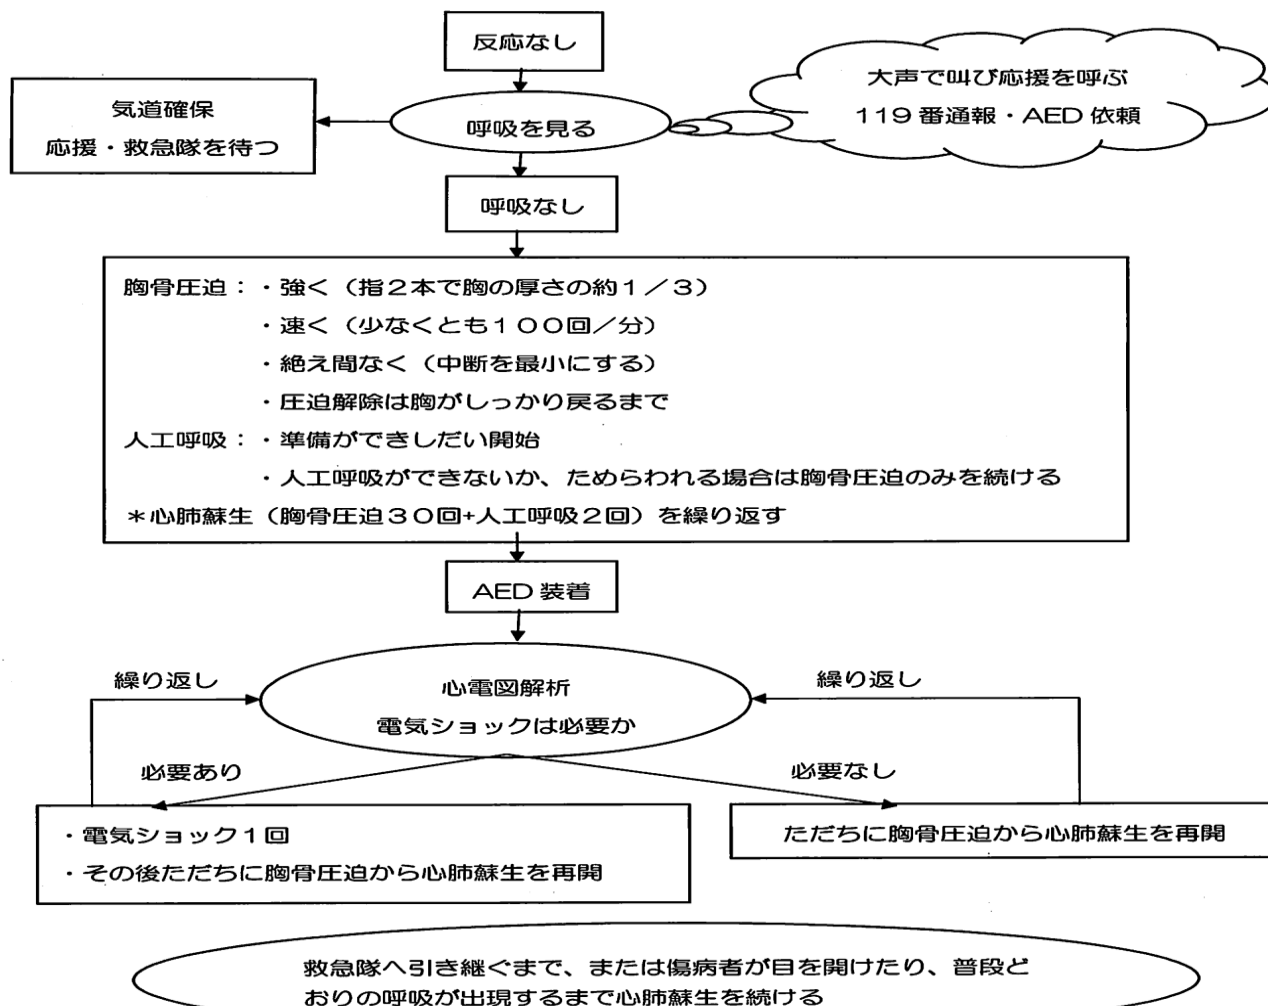 反応なし
大声で叫び応援を呼ぶ
119番通報・AED依頼
気道確保
応援・救急隊を待つ
呼吸を見る
呼吸なし
胸骨圧迫：・強く（指２本で胸の厚さの約１／３）
・速く（少なくとも１００回／分）
・絶え間なく（中断を最小にする）
・圧迫解除は胸がしっかり戻るまで
人工呼吸：・準備ができしだい開始
・人工呼吸ができないか、ためらわれる場合は胸骨圧迫のみを続ける
＊心肺蘇生（胸骨圧迫３０回+人工呼吸２回）を繰り返す
AED装着
心電図解析
電気ショックは必要か
繰り返し
繰り返し
必要あり
必要なし
・電気ショック１回
・その後ただちに胸骨圧迫から心肺蘇生を再開
ただちに胸骨圧迫から心肺蘇生を再開
救急隊へ引き継ぐまで、または傷病者が目を開けたり、普段ど
おりの呼吸が出現するまで心肺蘇生を続ける